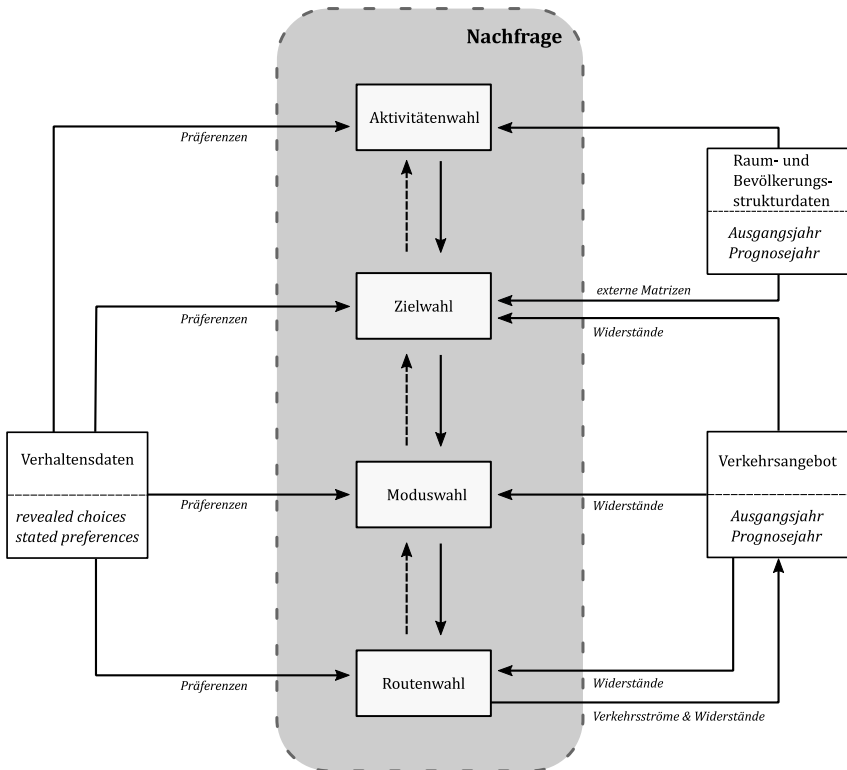 Nachfrage
Aktivitätenwahl
Präferenzen
Raum- und
Bevölkerungs-
strukturdaten
Ausgangsjahr
Prognosejahr
externe Matrizen
Zielwahl
Präferenzen
Widerstände
Verhaltensdaten
revealed choices
stated preferences
Moduswahl
Präferenzen
Widerstände
Verkehrsangebot
Ausgangsjahr
Prognosejahr
Routenwahl
Präferenzen
Widerstände
Verkehrsströme & Widerstände